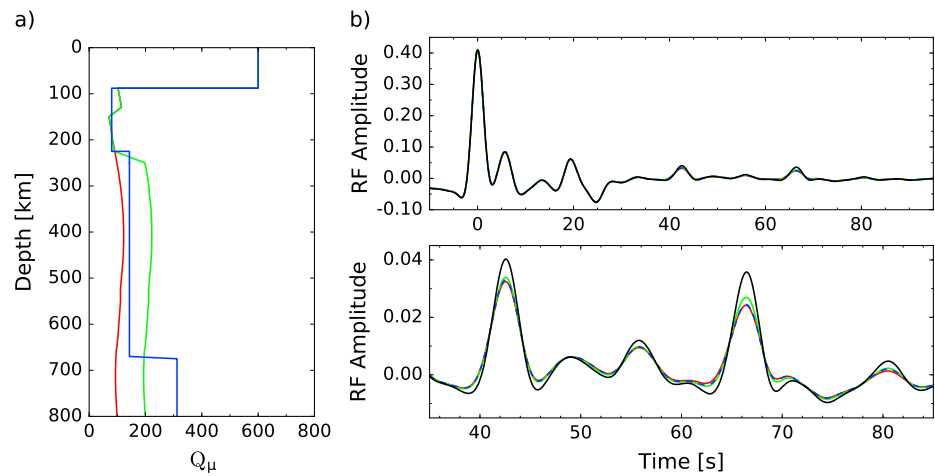 a)
0
100
200
300
400
500
600
700
800
Depth [km]
0 200 400 600 800
Qμ
b)
0.40
0.30
0.20
0.10
0.00
-0.10
RF Amplitude
0 20 40 60 80
0.04
0.02
0.00
RF Amplitude
40 50 60 70 80
Time [s]